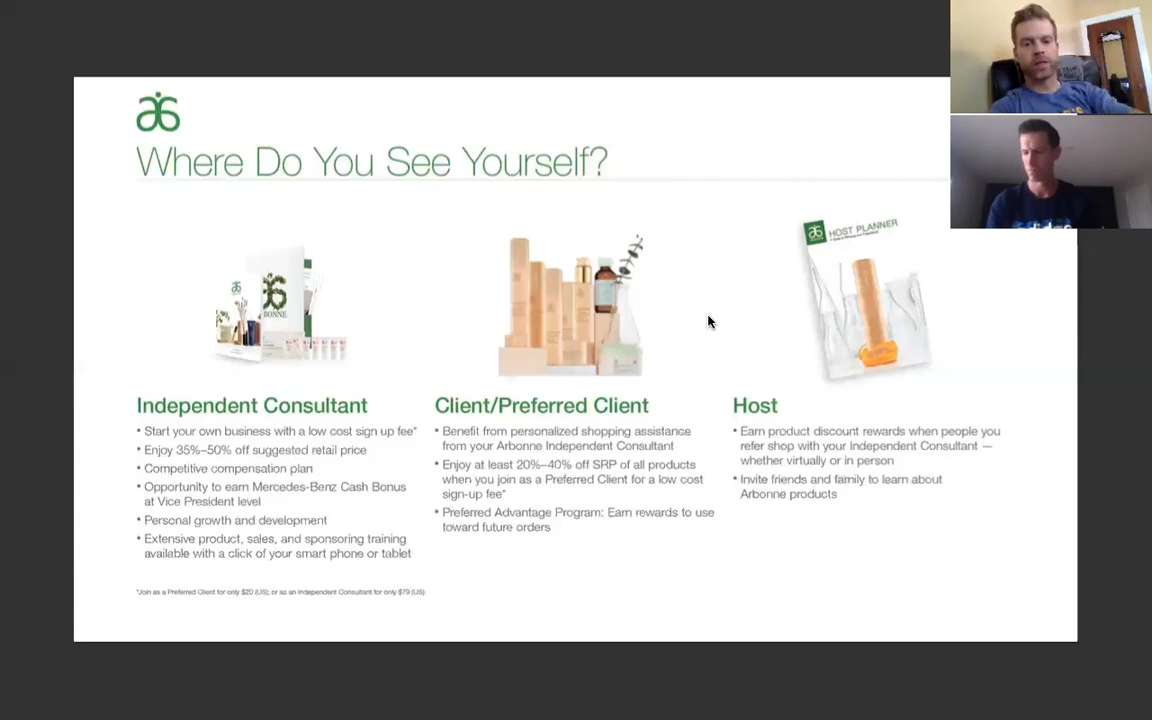 Where Do You See Yourself?
HOST PLANNER
BONNE
Independent Consultant
• Start your own business with a low cost sign up fee*
• Enjoy 35%–50% off suggested retail price
• Competitive compensation plan
• Opportunity to earn Mercedes-Benz Cash Bonus
at Vice President level
• Personal growth and development
• Extensive product, sales, and sponsoring training
available with a click of your smart phone or tablet
Client/Preferred Client
• Benefit from personalized shopping assistance
from your Arbonne Independent Consultant
• Enjoy at least 20%–40% off SRP of all products
when you join as a Preferred Client for a low cost
sign-up fee*
• Preferred Advantage Program: Earn rewards to use
toward future orders
Host
• Earn product discount rewards when people you
refer shop with your Independent Consultant —
whether virtually or in person
• Invite friends and family to learn about
Arbonne products
*Join as a Preferred Client for only $20 (US); or as an Independent Consultant for only $79 (US).